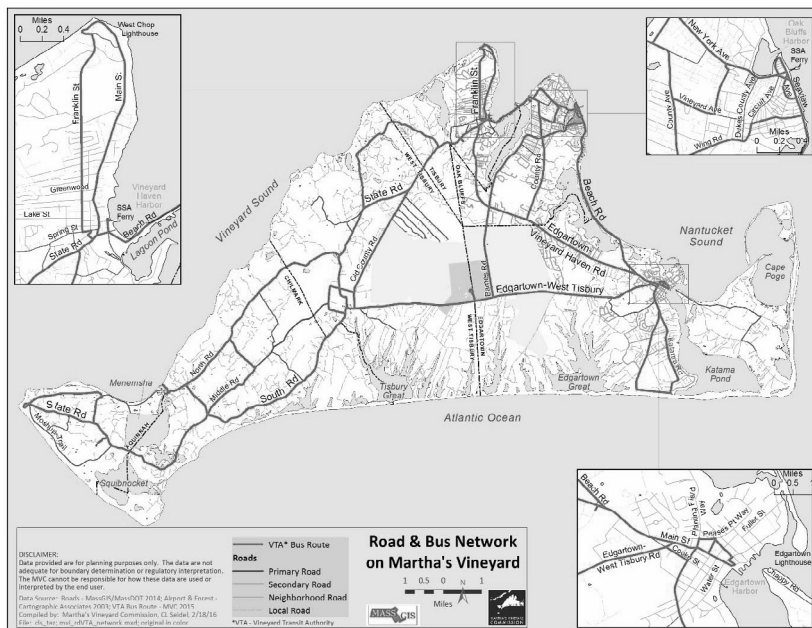 Miles
0 0.2 0.4
West Chop
Lighthouse
Franklin St
Main S.
Greenwood
Lake St
Spring St
State Rd
SSA
Ferry
Beach Rd
Vineyard
Haven
Harbor
Lagoon Pond
Oak
Bluffs
Harbor
SSA
Ferry
New York Ave
Seaview Ave
County Ave
Vineyard Ave
Dukes County Ave
Circuit Ave
Wing Rd
Miles
0 0.2 0.4
Franklin St
Vineyard Sound
WEST TISBURY
TISBURY
OAK BLUFFS
State Rd
Old County Rd
County Rd
Beach Rd
Nantucket
Sound
Cape
Poge
Edgartown-
Vineyard Haven Rd
Barnes Rd
Edgartown-West Tisbury
EDGARTOWN
WEST TISBURY
CHILMARK
North Rd
Middle Rd
South Rd
Menemsha
State Rd
Moshup Trail
AQUINNAH
Squibnocket
Tisbury
Great
Edgartown
Great
Katama
Pond
Atlantic Ocean
Miles
0 0.5 1
Beach Rd
Main St
Pease's Pt Way
Fuller St
Edgartown-
West Tisbury Rd
Cooke St
Water St
Edgartown
Lighthouse
Edgartown
Harbor
Chappy Rd
DISCLAIMER:
Data provided are for planning purposes only. The data are not
adequate for boundary determination or regulatory interpretation.
The MVC cannot be responsible for how these data are used or
interpreted by the end user.
Data Source: Roads - MassGIS/MassDOT 2014; Airport & Forest -
Cartographic Associates 2003; VTA Bus Route - MVC 2015
Compiled by: Martha's Vineyard Commission, CL Seidel; 2/18/16
VTA* Bus Route
Roads
Primary Road
Secondary Road
Neighborhood Road
Local Road
*VTA - Vineyard Transit Authority
Road & Bus Network
on Martha's Vineyard
1 0.5 0 N 1
Miles
MASSGIS
MARTHA'S VINEYARD
COMMISSION